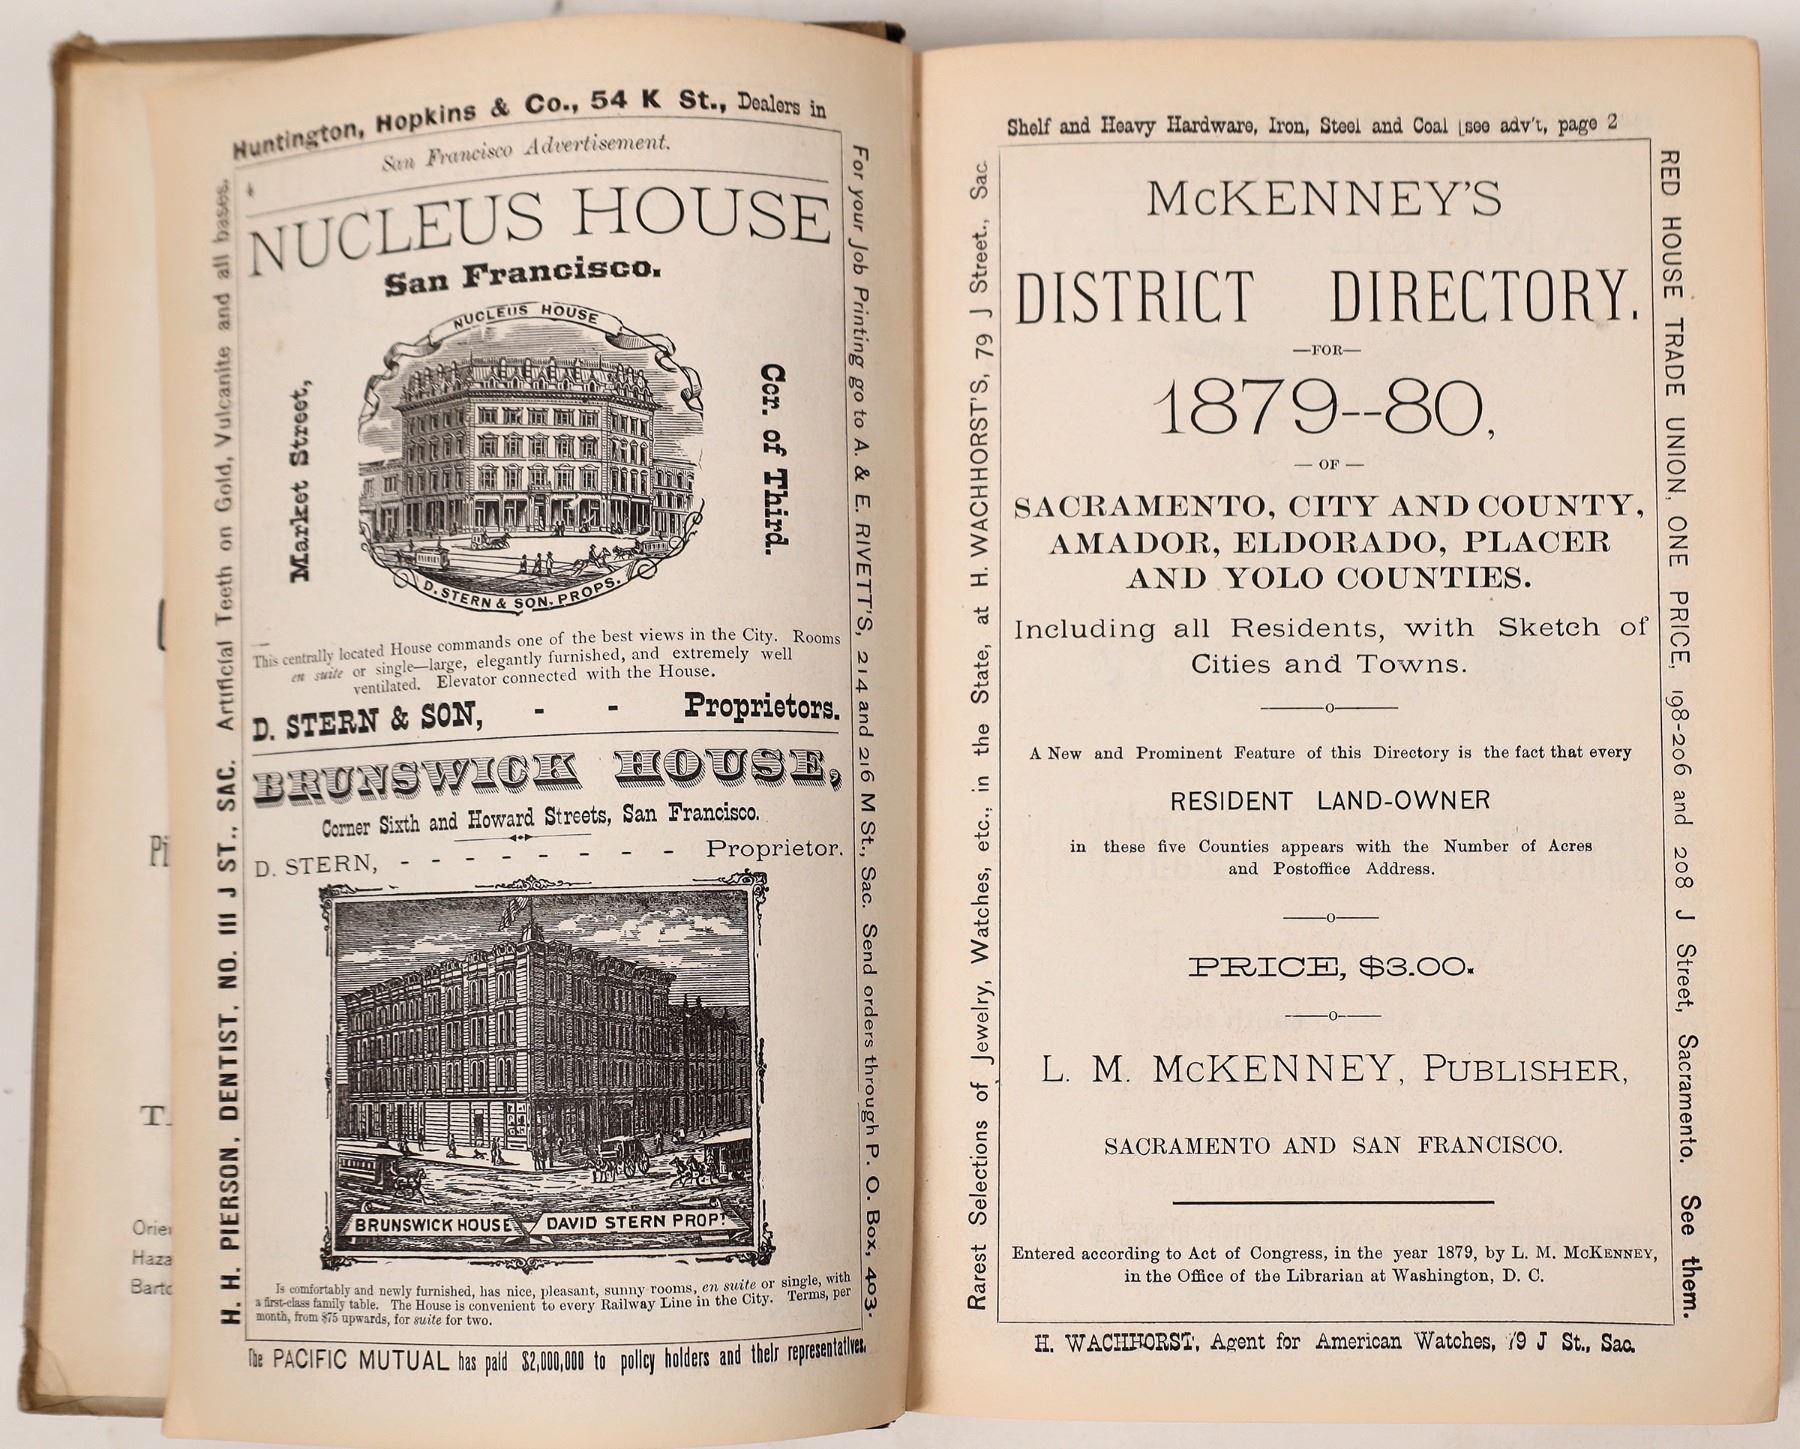 Huntington, Hopkins & Co., 54 K St., Dealers in
San Francisco Advertisement.
4
NUCLEUS HOUSE
San Francisco.
NUCLEUS HOUSE
Market Street,
Cor. of Third.
D. STERN & SON. PROPS.
This centrally located House commands one of the best views in the City. Rooms
en suite or single—large, elegantly furnished, and extremely well
ventilated. Elevator connected with the House.
D. STERN & SON, - - Proprietors.
BRUNSWICK HOUSE,
Corner Sixth and Howard Streets, San Francisco.
D. STERN, - - - - - - - - Proprietor.
BRUNSWICK HOUSE DAVID STERN PROP!
Is comfortably and newly furnished, has nice, pleasant, sunny rooms, en suite or single, with
a first-class family table. The House is convenient to every Railway Line in the City. Terms, per
month, from $75 upwards, for suite for two.
The PACIFIC MUTUAL has paid $2,000,000 to policy holders and their representatives.
H. H. PIERSON, DENTIST, NO. 111 J ST., SAC. Artificial Teeth on Gold, Vulcanite and all bases.
For your Job Printing go to A. & E. RIVETT'S, 214 and 216 M St., Sac. Send orders through P. O. Box, 403.
Shelf and Heavy Hardware, Iron, Steel and Coal [see adv't, page 2
Rarest Selections of Jewelry, Watches, etc., in the State, at H. WACHHORST'S, 79 J Street., Sac.
McKENNEY'S
DISTRICT DIRECTORY.
—FOR—
1879--80,
— OF —
SACRAMENTO, CITY AND COUNTY,
AMADOR, ELDORADO, PLACER
AND YOLO COUNTIES.
Including all Residents, with Sketch of
Cities and Towns.
A New and Prominent Feature of this Directory is the fact that every
RESIDENT LAND-OWNER
in these five Counties appears with the Number of Acres
and Postoffice Address.
PRICE, $3.00.
L. M. McKENNEY, PUBLISHER,
SACRAMENTO AND SAN FRANCISCO.
Entered according to Act of Congress, in the year 1879, by L. M. McKENNEY,
in the Office of the Librarian at Washington, D. C.
H. WACHHORST, Agent for American Watches, 79 J St., Sac.
RED HOUSE TRADE UNION, ONE PRICE, 198-206 and 208 J Street, Sacramento. See them.